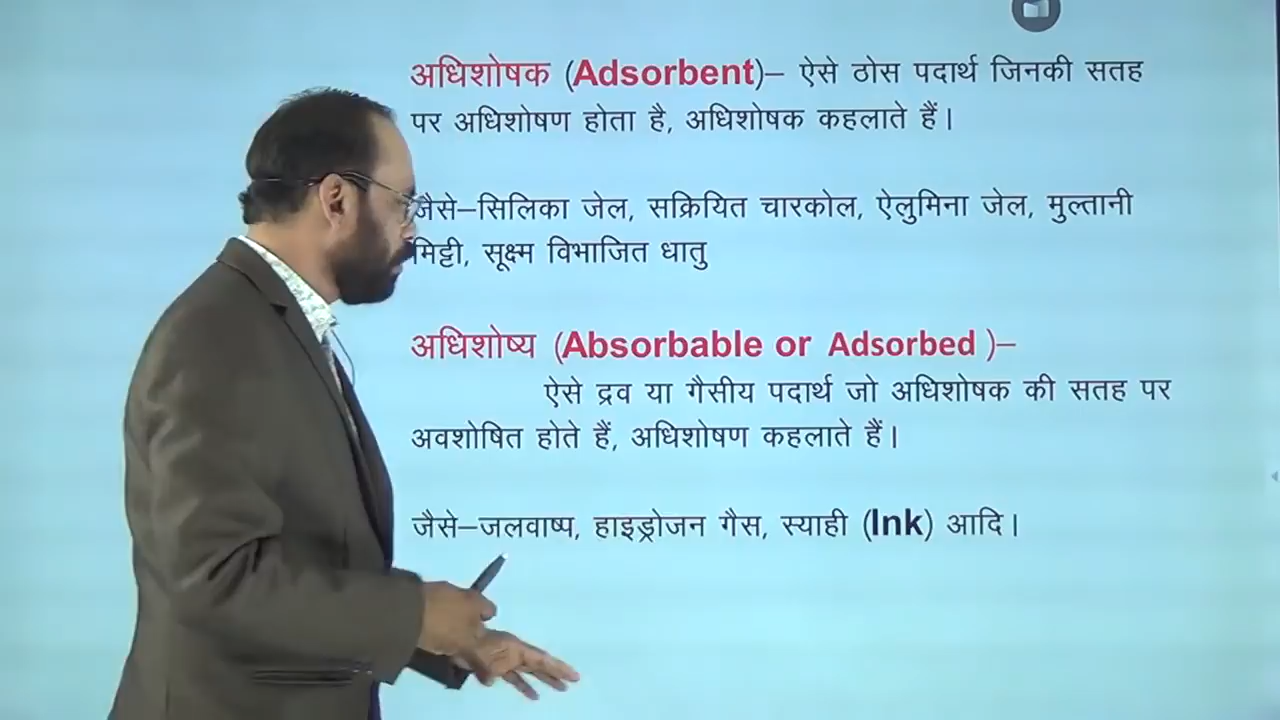 अधिशोषक (Adsorbent)– ऐसे ठोस पदार्थ जिनकी सतह
पर अधिशोषण होता है, अधिशोषक कहलाते हैं।
जैसे–सिलिका जेल, सक्रियित चारकोल, ऐलुमिना जेल, मुल्तानी
मिट्टी, सूक्ष्म विभाजित धातु
अधिशोष्य (Absorbable or Adsorbed )–
ऐसे द्रव या गैसीय पदार्थ जो अधिशोषक की सतह पर
अवशोषित होते हैं, अधिशोषण कहलाते हैं।
जैसे–जलवाष्प, हाइड्रोजन गैस, स्याही (Ink) आदि।